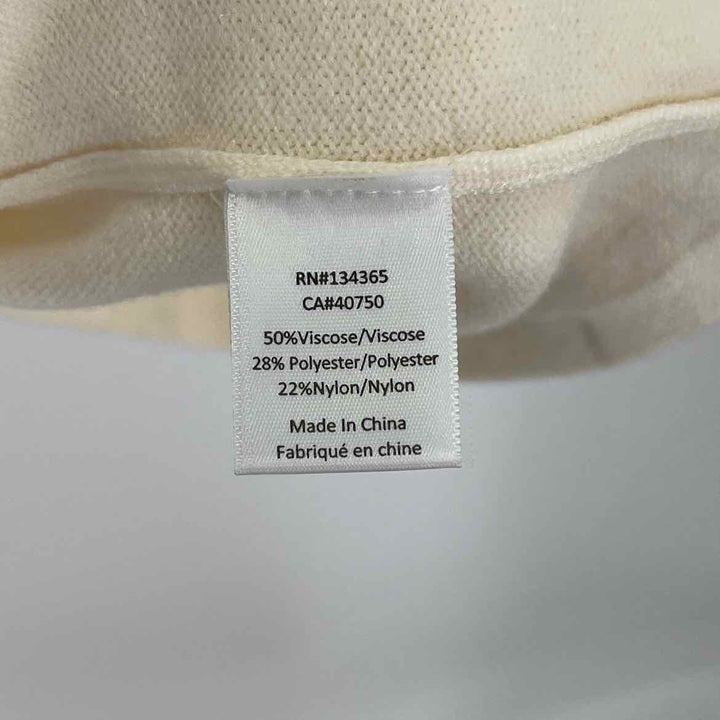 RN#134365
CA#40750
50%Viscose/Viscose
28% Polyester/Polyester
22%Nylon/Nylon
Made In China
Fabriqué en chine